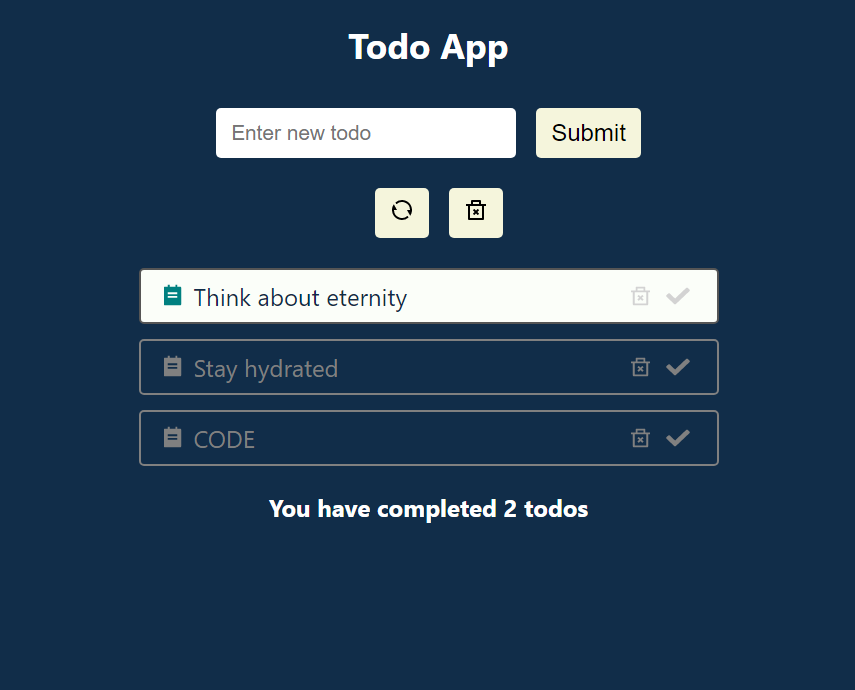 Todo App
Enter new todo
Submit
Think about eternity
Stay hydrated
CODE
You have completed 2 todos